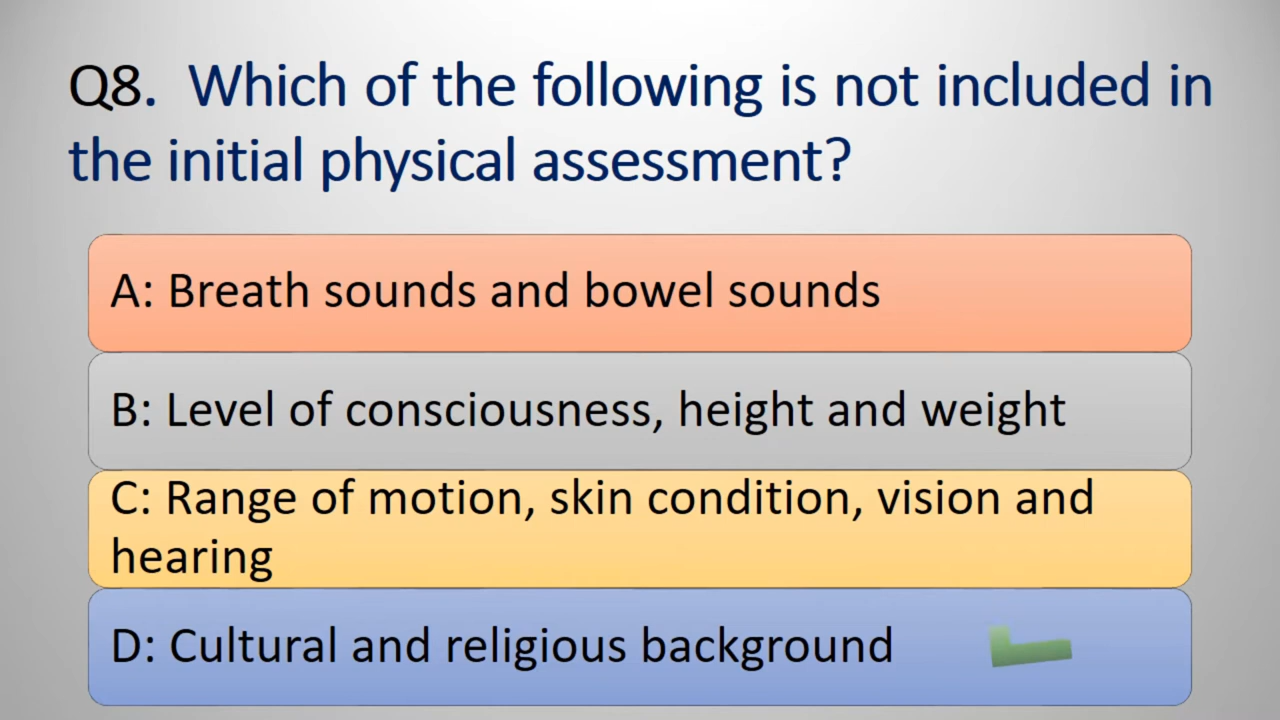 Q8. Which of the following is not included in
the initial physical assessment?
A: Breath sounds and bowel sounds
B: Level of consciousness, height and weight
C: Range of motion, skin condition, vision and
hearing
D: Cultural and religious background